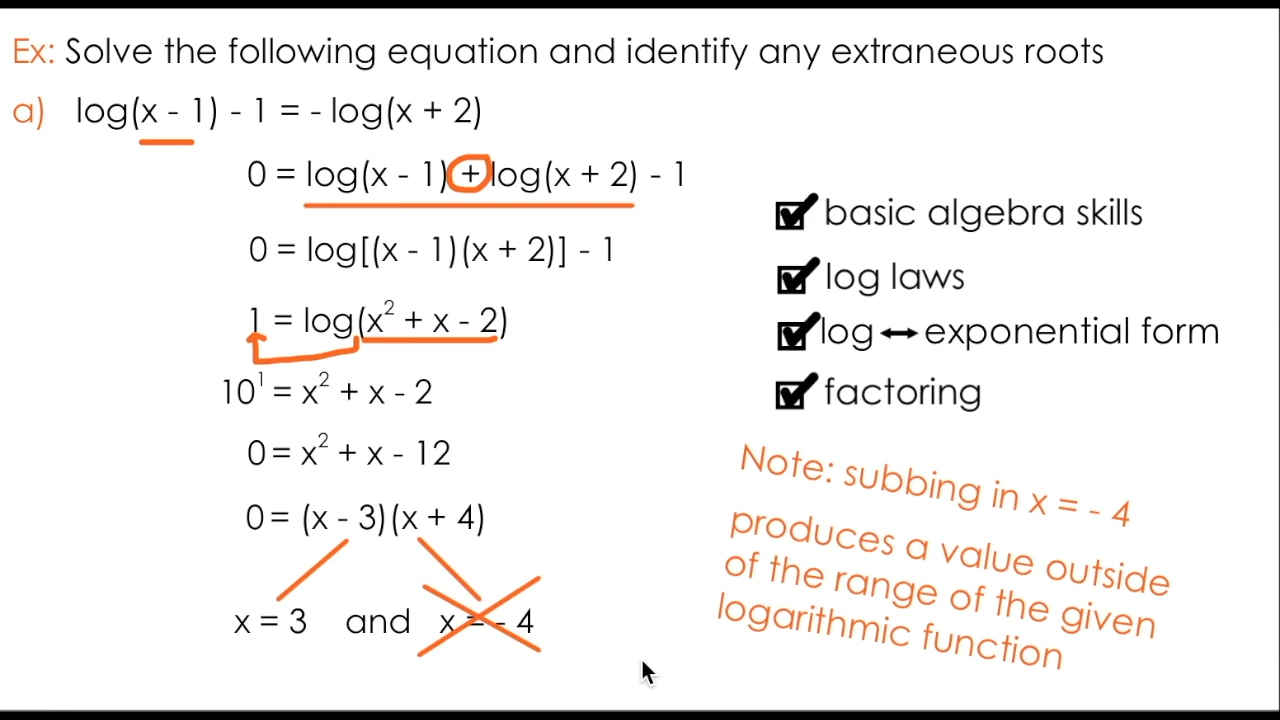 Ex: Solve the following equation and identify any extraneous roots
a) log(x - 1) - 1 = - log(x + 2)
0 = log(x - 1) + log(x + 2) - 1
0 = log[(x - 1)(x + 2)] - 1
1 = log(x² + x - 2)
10¹ = x² + x - 2
0 = x² + x - 12
0 = (x - 3)(x + 4)
x = 3 and x = - 4
basic algebra skills
log laws
log ↔ exponential form
factoring
Note: subbing in x = - 4
produces a value outside
of the range of the given
logarithmic function